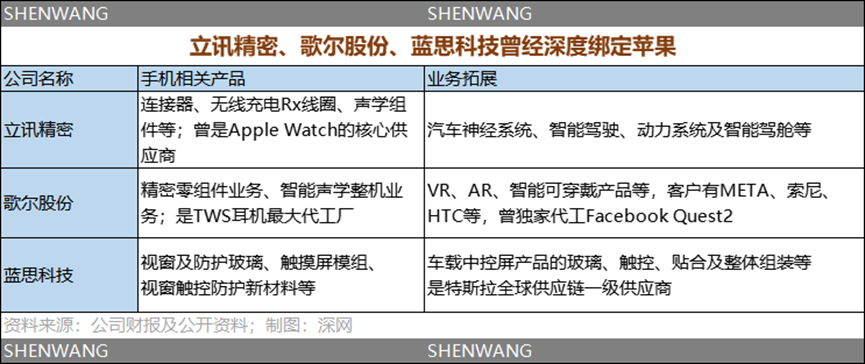 SHENWANG SHENWANG
立讯精密、歌尔股份、蓝思科技曾经深度绑定苹果
公司名称 手机相关产品 业务拓展
立讯精密
连接器、无线充电Rx线圈、声学组
件等；曾是Apple Watch的核心供
应商
汽车神经系统、智能驾驶、动力系统及智能驾舱等
歌尔股份
精密零组件业务、智能声学整机业
务；是TWS耳机最大代工厂
VR、AR、智能可穿戴产品等，客户有META、索尼、
HTC等，曾独家代工Facebook Quest2
蓝思科技
视窗及防护玻璃、触摸屏模组、
视窗触控防护新材料等
车载中控屏产品的玻璃、触控、贴合及整体组装等
是特斯拉全球供应链一级供应商
资料来源：公司财报及公开资料；制图：深网
SHENWANG SHENWANG